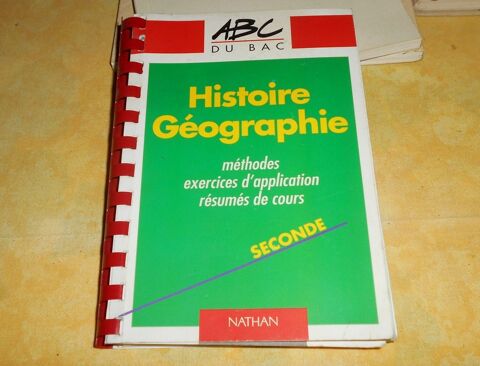 ABC
DU BAC
Histoire
Géographie
méthodes
exercices d'application
résumés de cours
SECONDE
NATHAN